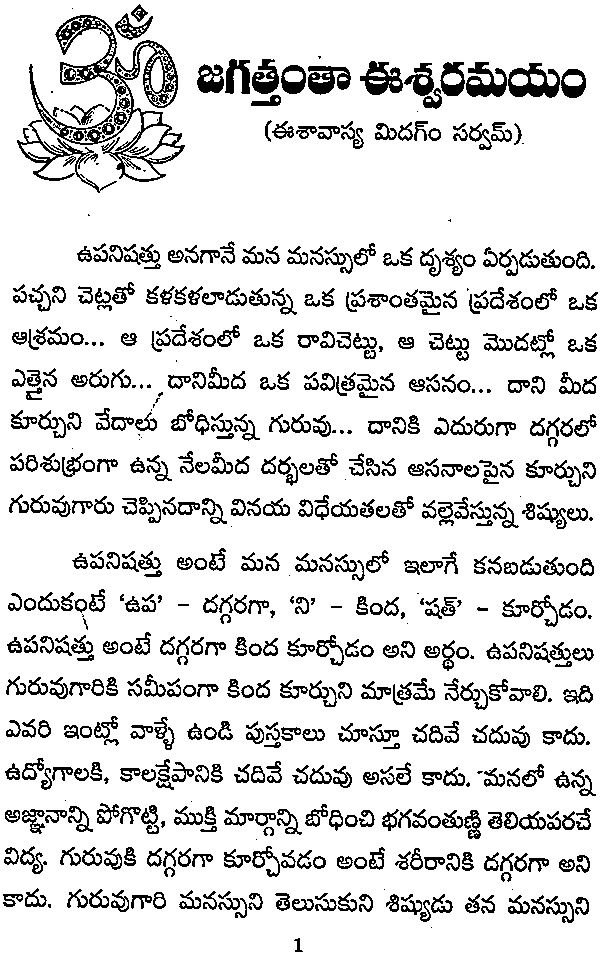 జగత్తంతా ఈశ్వరమయం
(ఈశావాస్య మిదగ్ం సర్వమ్)
ఉపనిషత్తు అనగానే మన మనస్సులో ఒక దృశ్యం ఏర్పడుతుంది.
పచ్చని చెట్లతో కళకళలాడుతున్న ఒక ప్రశాంతమైన ప్రదేశంలో ఒక
ఆశ్రమం... ఆ ప్రదేశంలో ఒక రావిచెట్టు, ఆ చెట్టు మొదట్లో ఒక
ఎత్తైన అరుగు... దానిమీద ఒక పవిత్రమైన ఆసనం... దాని మీద
కూర్చుని వేదాలు బోధిస్తున్న గురువు... దానికి ఎదురుగా దగ్గరలో
పరిశుభ్రంగా ఉన్న నేలమీద దర్భలతో చేసిన ఆసనాలపైన కూర్చుని
గురువుగారు చెప్పినదాన్ని వినయ విధేయతలతో వల్లెవేస్తున్న శిష్యులు.
ఉపనిషత్తు అంటే మన మనస్సులో ఇలాగే కనబడుతుంది
ఎందుకంటే ‘ఉప’ - దగ్గరగా, ‘ని’ - కింద, ‘షత్’ - కూర్చోడం.
ఉపనిషత్తు అంటే దగ్గరగా కింద కూర్చోడం అని అర్థం. ఉపనిషత్తులు
గురువుగారికి సమీపంగా కింద కూర్చుని మాత్రమే నేర్చుకోవాలి. ఇది
ఎవరి ఇంట్లో వాళ్ళే ఉండి పుస్తకాలు చూస్తూ చదివే చదువు కాదు.
ఉద్యోగాలకి, కాలక్షేపానికి చదివే చదువు అసలే కాదు. మనలో ఉన్న
అజ్ఞానాన్ని పోగొట్టి, ముక్తి మార్గాన్ని బోధించి భగవంతుణ్ణి తెలియపరచే
విద్య. గురువుకి దగ్గరగా కూర్చోవడం అంటే శరీరానికి దగ్గరగా అని
కాదు. గురువుగారి మనస్సుని తెలుసుకుని శిష్యుడు తన మనస్సుని
1